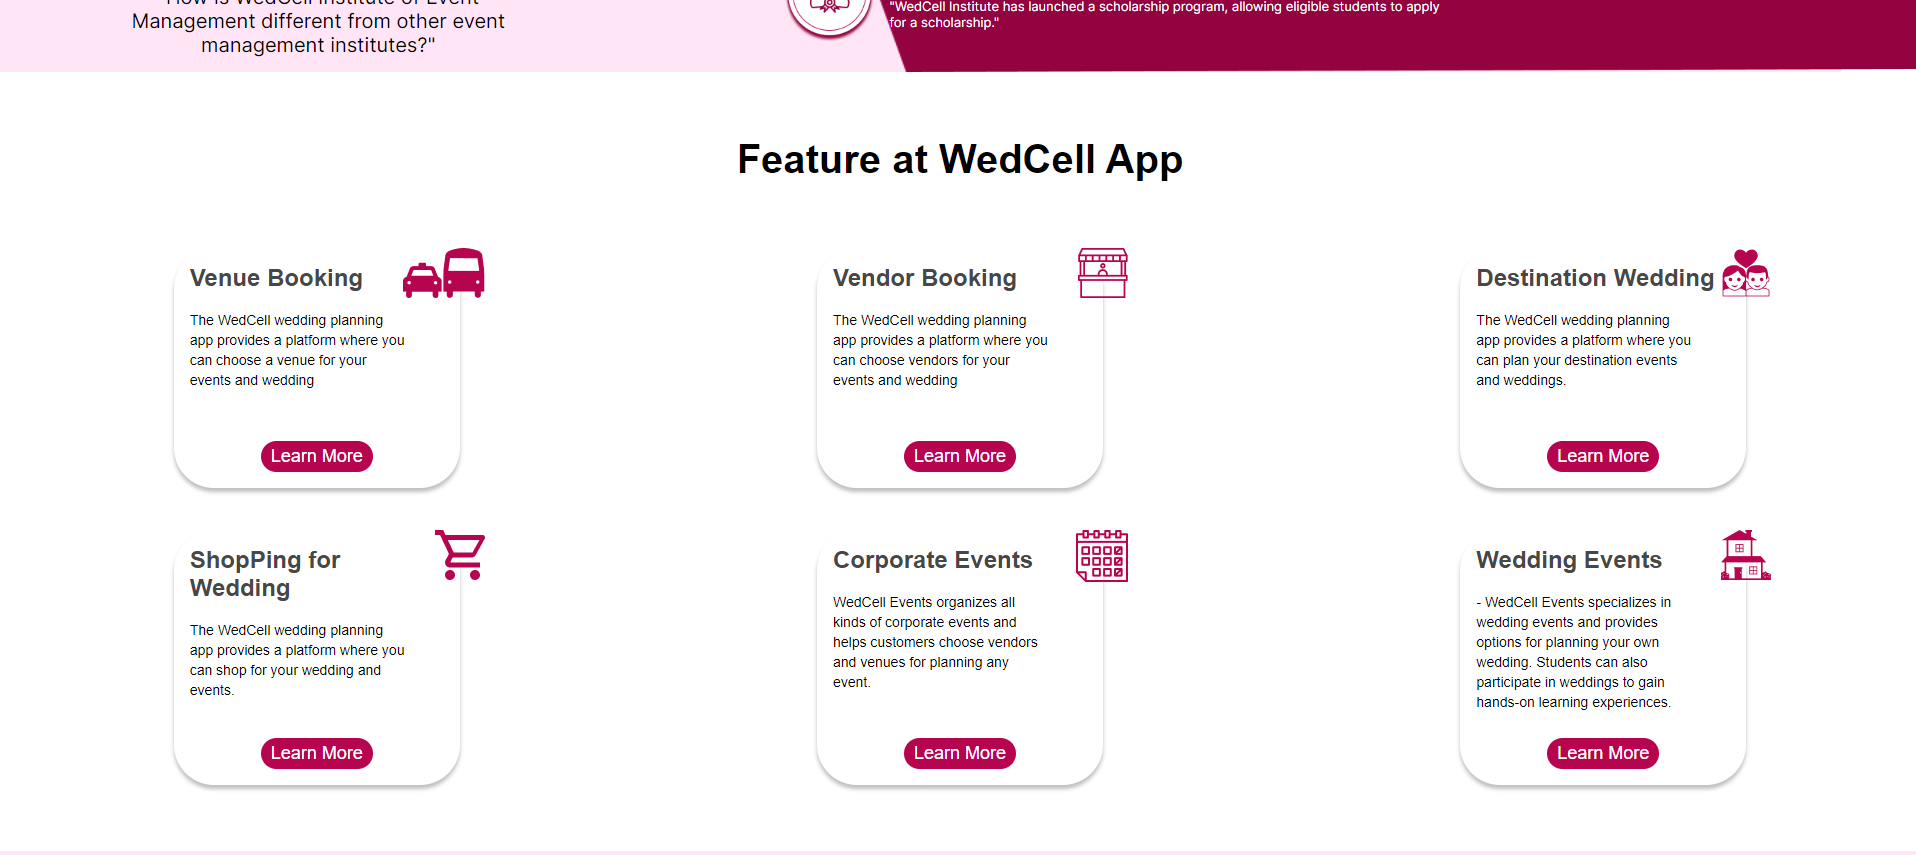 "How is WedCell Institute of Event
Management different from other event
management institutes?"
"WedCell Institute has launched a scholarship program, allowing eligible students to apply
for a scholarship."
Feature at WedCell App
Venue Booking
The WedCell wedding planning
app provides a platform where you
can choose a venue for your
events and wedding
Learn More
Vendor Booking
The WedCell wedding planning
app provides a platform where you
can choose vendors for your
events and wedding
Learn More
Destination Wedding
The WedCell wedding planning
app provides a platform where you
can plan your destination events
and weddings.
Learn More
ShopPing for
Wedding
The WedCell wedding planning
app provides a platform where you
can shop for your wedding and
events.
Learn More
Corporate Events
WedCell Events organizes all
kinds of corporate events and
helps customers choose vendors
and venues for planning any
event.
Learn More
Wedding Events
- WedCell Events specializes in
wedding events and provides
options for planning your own
wedding. Students can also
participate in weddings to gain
hands-on learning experiences.
Learn More